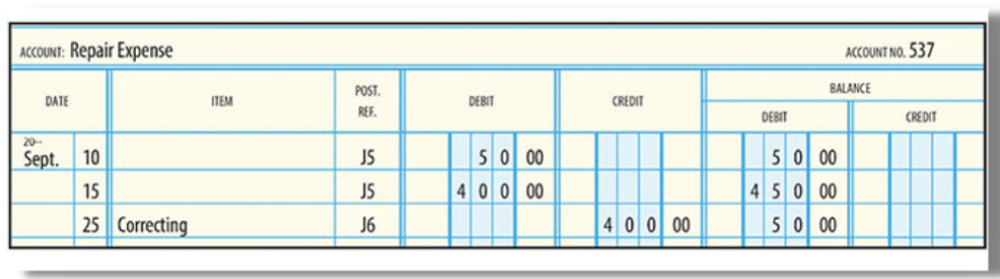 ACCOUNT: Repair Expense ACCOUNT NO. 537
DATE ITEM POST. REF. DEBIT CREDIT BALANCE
DEBIT CREDIT
20--
Sept. 10 J5 50 00 50 00
15 J5 400 00 450 00
25 Correcting J6 400 00 50 00